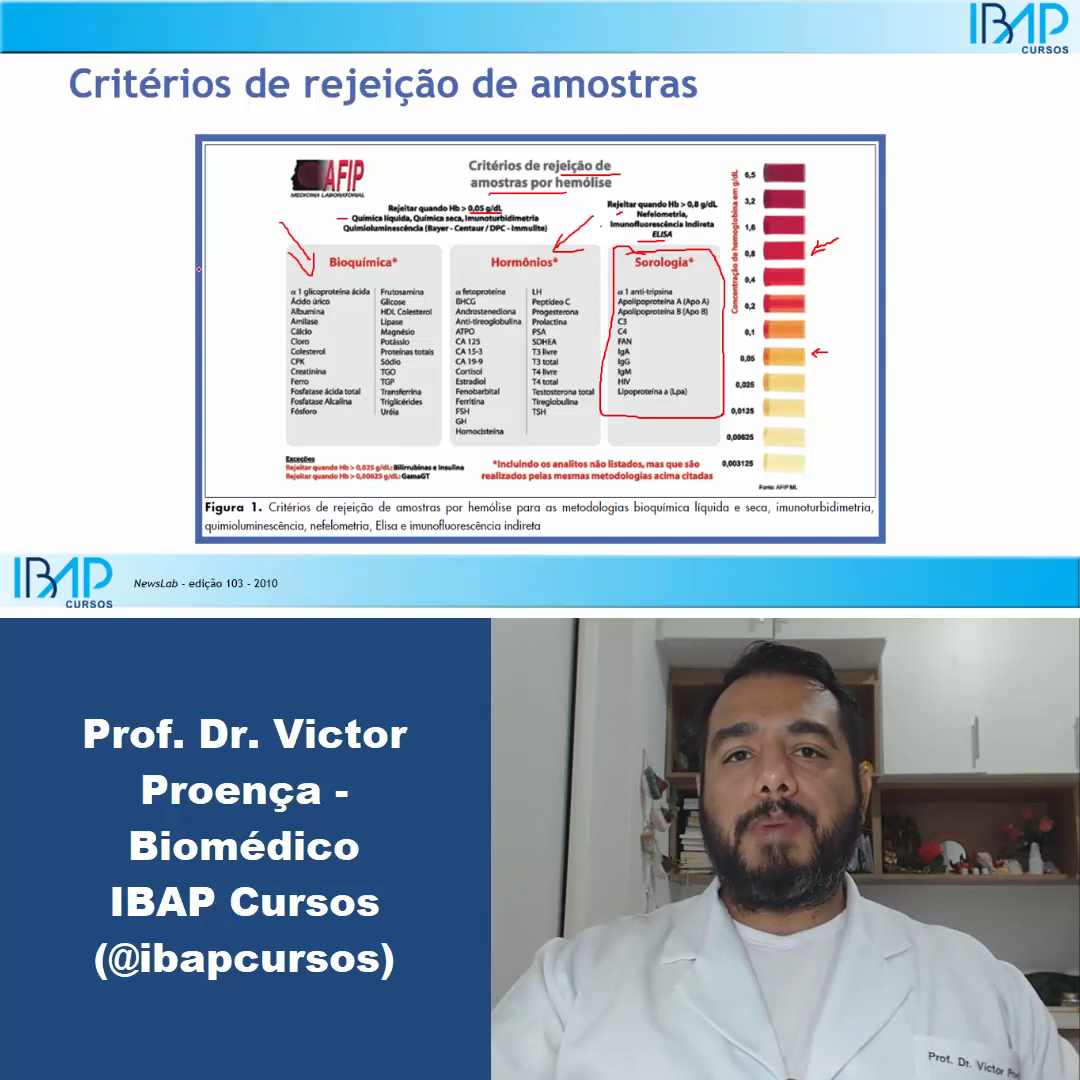 IBAP
CURSOS
Critérios de rejeição de amostras
AFIP
MEDICINA LABORATORIAL
Critérios de rejeição de
amostras por hemólise
Rejeitar quando Hb > 0,05 g/dL
Química líquida, Química seca, Imunoturbidimetria
Quimioluminescência (Bayer - Centaur / DPC - Immulite)
Rejeitar quando Hb > 0,8 g/dL
Nefelometria,
Imunofluorescência indireta
ELISA
Bioquímica*
α 1 glicoproteína ácida
Ácido úrico
Albumina
Amilase
Cálcio
Cloro
Colesterol
CPK
Creatinina
Ferro
Fosfatase ácida total
Fosfatase Alcalina
Fósforo
Frutosamina
Glicose
HDL Colesterol
Lipase
Magnésio
Potássio
Proteínas totais
Sódio
TGO
TGP
Transferrina
Triglicérides
Uréia
Hormônios*
α fetoproteína
BHCG
Androstenediona
Anti-tireoglobulina
ATPO
CA 125
CA 15-3
CA 19-9
Cortisol
Estradiol
Fenobarbital
Ferritina
FSH
GH
Homocisteína
LH
Peptídeo C
Progesterona
Prolactina
PSA
SDHEA
T3 livre
T3 total
T4 livre
T4 total
Testosterona total
Tireglobulina
TSH
Sorologia*
α 1 anti-tripsina
Apolipoproteína A (Apo A)
Apolipoproteína B (Apo B)
C3
C4
FAN
IgA
IgG
IgM
HIV
Lipoproteína a (Lpa)
Concentração de hemoglobina em g/dL
6,5
3,2
1,6
0,8
0,4
0,2
0,1
0,05
0,025
0,0125
0,00625
0,003125
Fonte: AFIP ML
Exceções
Rejeitar quando Hb > 0,025 g/dL: Bilirrubinas e Insulina
Rejeitar quando Hb > 0,00625 g/dL: GamaGT
*Incluindo os analitos não listados, mas que são
realizados pelas mesmas metodologias acima citadas
Figura 1. Critérios de rejeição de amostras por hemólise para as metodologias bioquímica líquida e seca, imunoturbidimetria,
quimioluminescência, nefelometria, Elisa e imunofluorescência indireta
IBAP
CURSOS
NewsLab - edição 103 - 2010
Prof. Dr. Victor
Proença -
Biomédico
IBAP Cursos
(@ibapcursos)
Prof. Dr. Victor